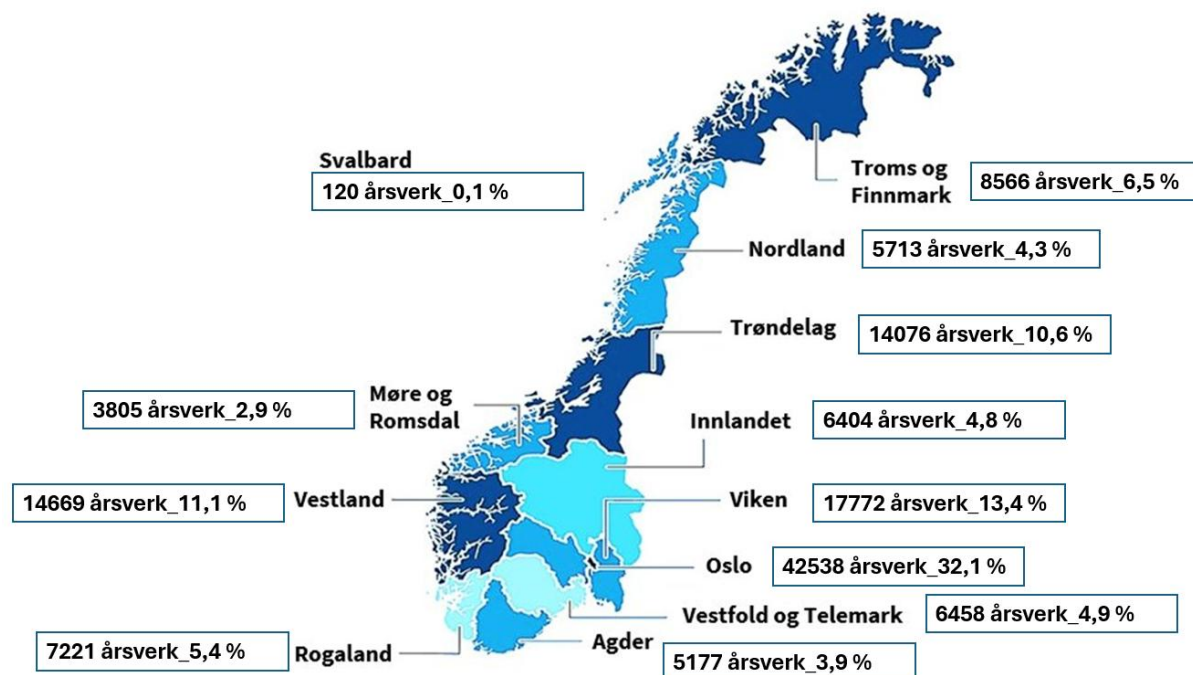 Svalbard
120 årsverk_0,1 %
Troms og
Finnmark
8566 årsverk_6,5 %
Nordland
5713 årsverk_4,3 %
Trøndelag
14076 årsverk_10,6 %
Møre og
Romsdal
3805 årsverk_2,9 %
Innlandet
6404 årsverk_4,8 %
Vestland
14669 årsverk_11,1 %
Viken
17772 årsverk_13,4 %
Oslo
42538 årsverk_32,1 %
Vestfold og Telemark
6458 årsverk_4,9 %
Rogaland
7221 årsverk_5,4 %
Agder
5177 årsverk_3,9 %